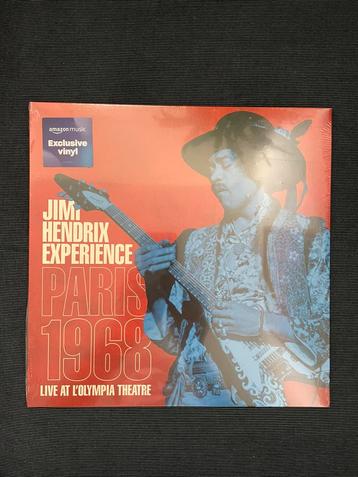 amazon music
Exclusive
vinyl
JIMI
HENDRIX
EXPERIENCE
PARIS
1968
LIVE AT L'OLYMPIA THEATRE